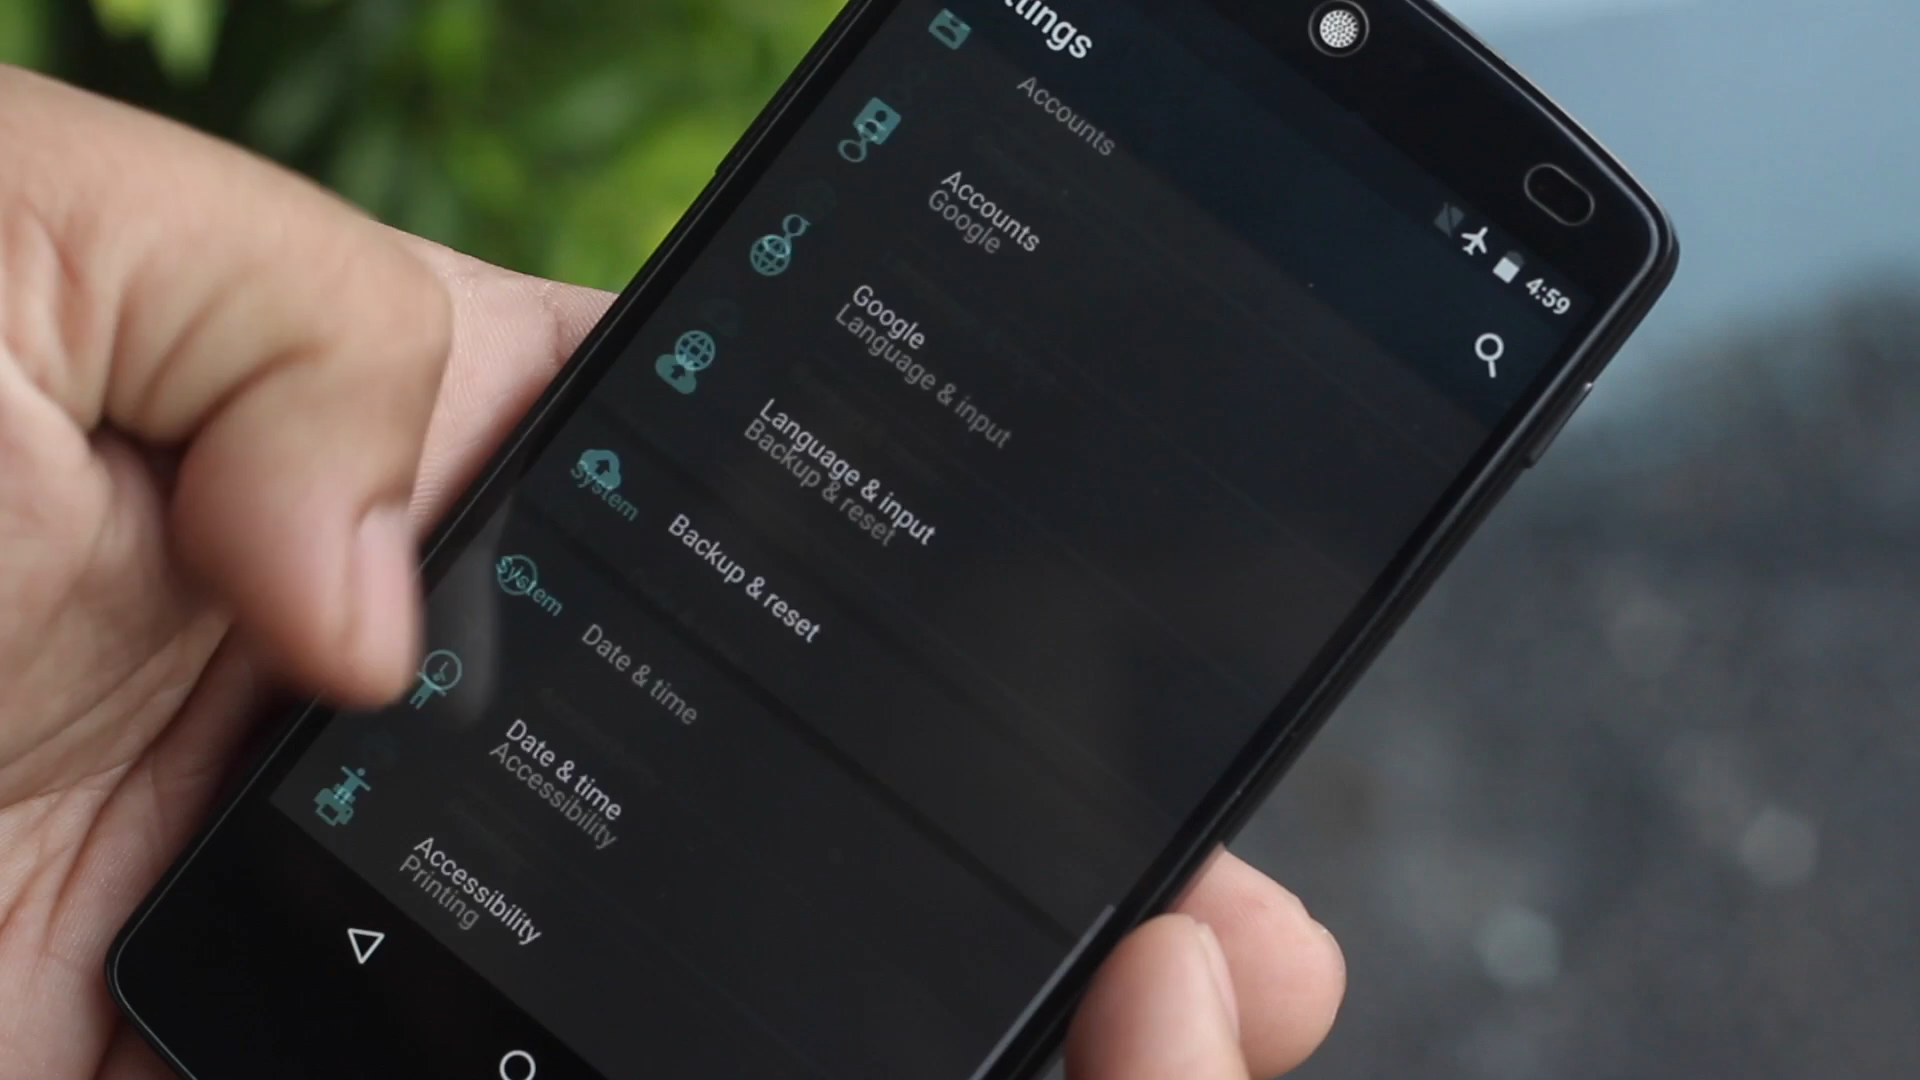 ttings
4:59
Accounts
Accounts
Google
Google
Language & input
Language & input
Backup & reset
System
Backup & reset
System
Date & time
Date & time
Accessibility
Accessibility
Printing